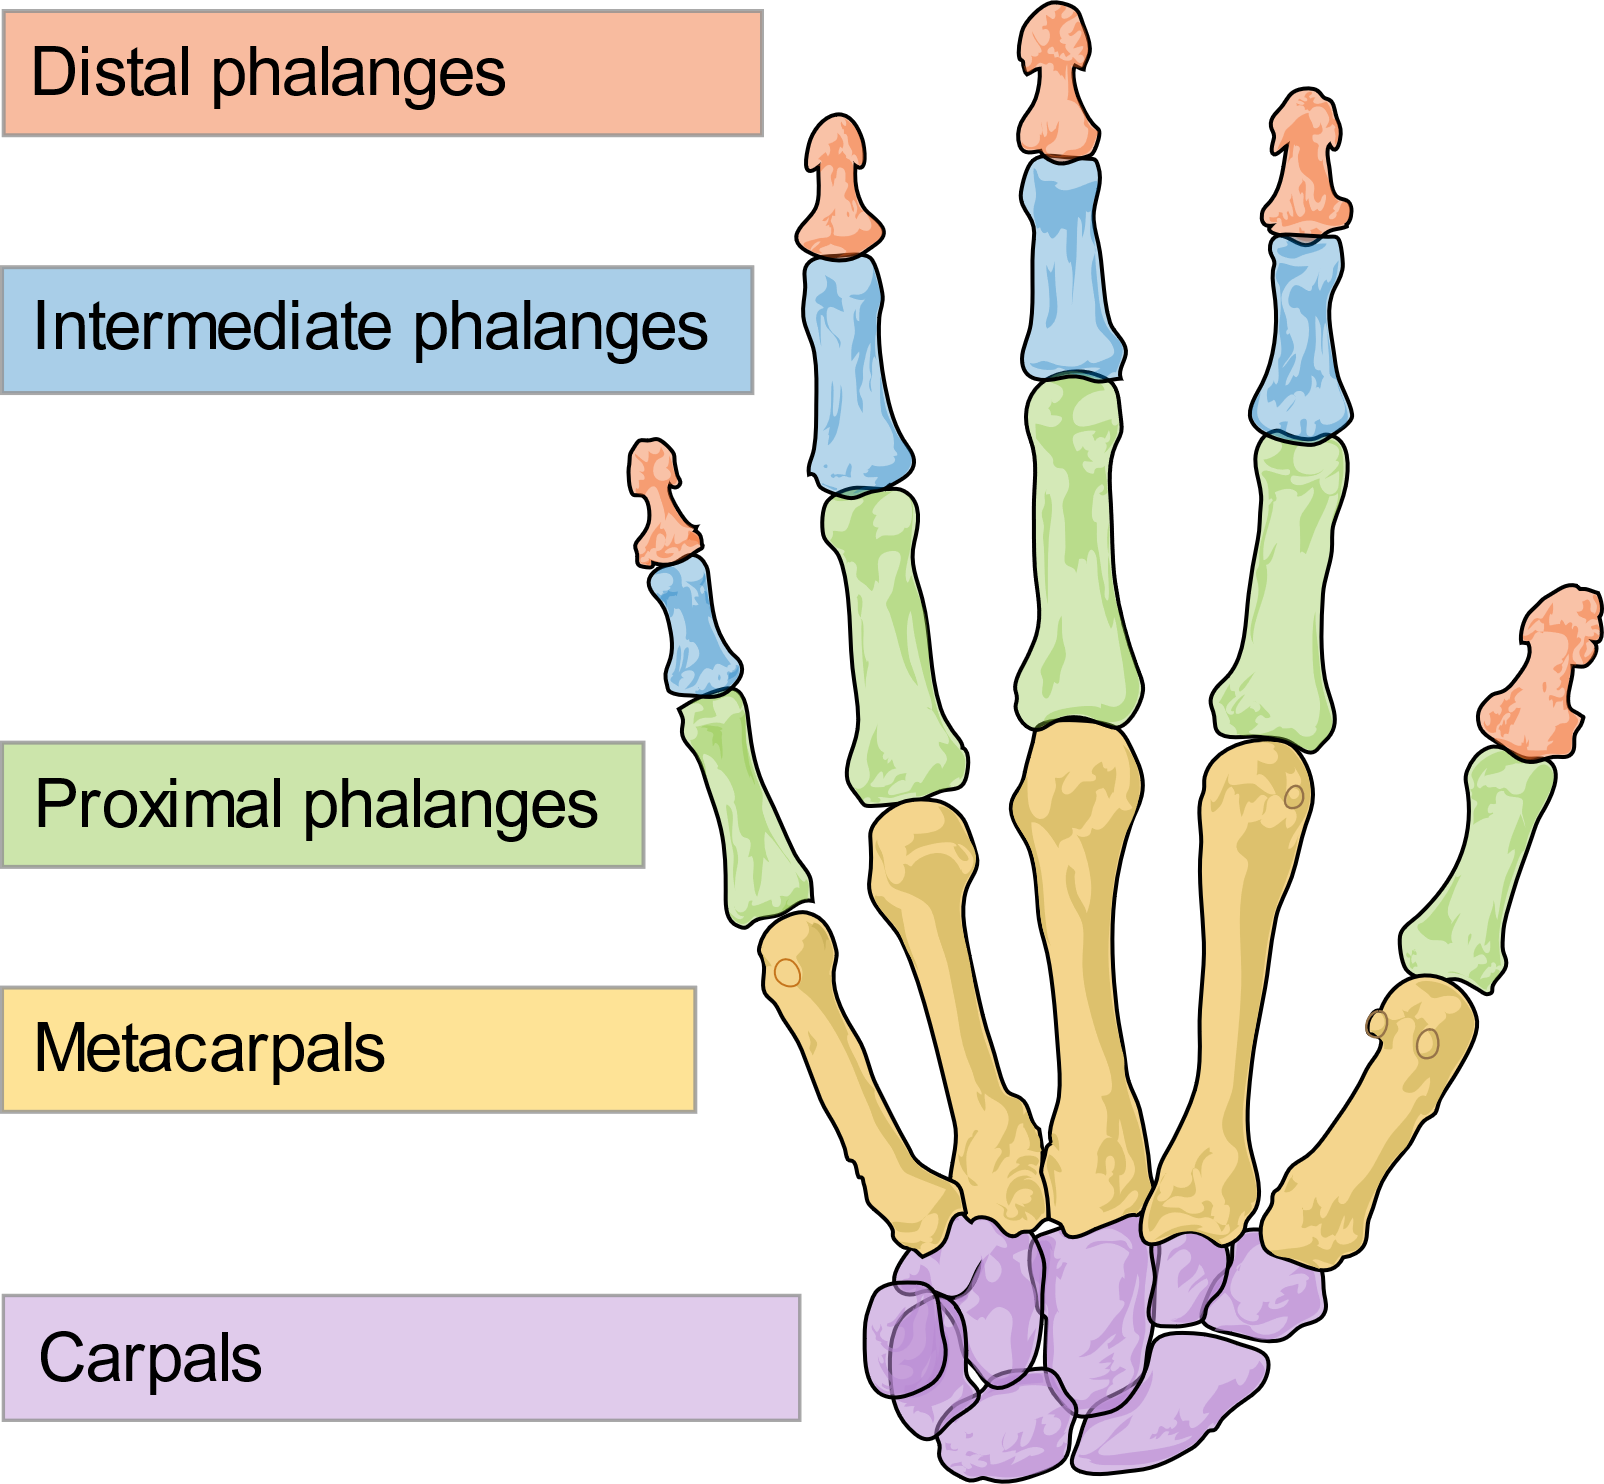 Distal phalanges
Intermediate phalanges
Proximal phalanges
Metacarpals
Carpals